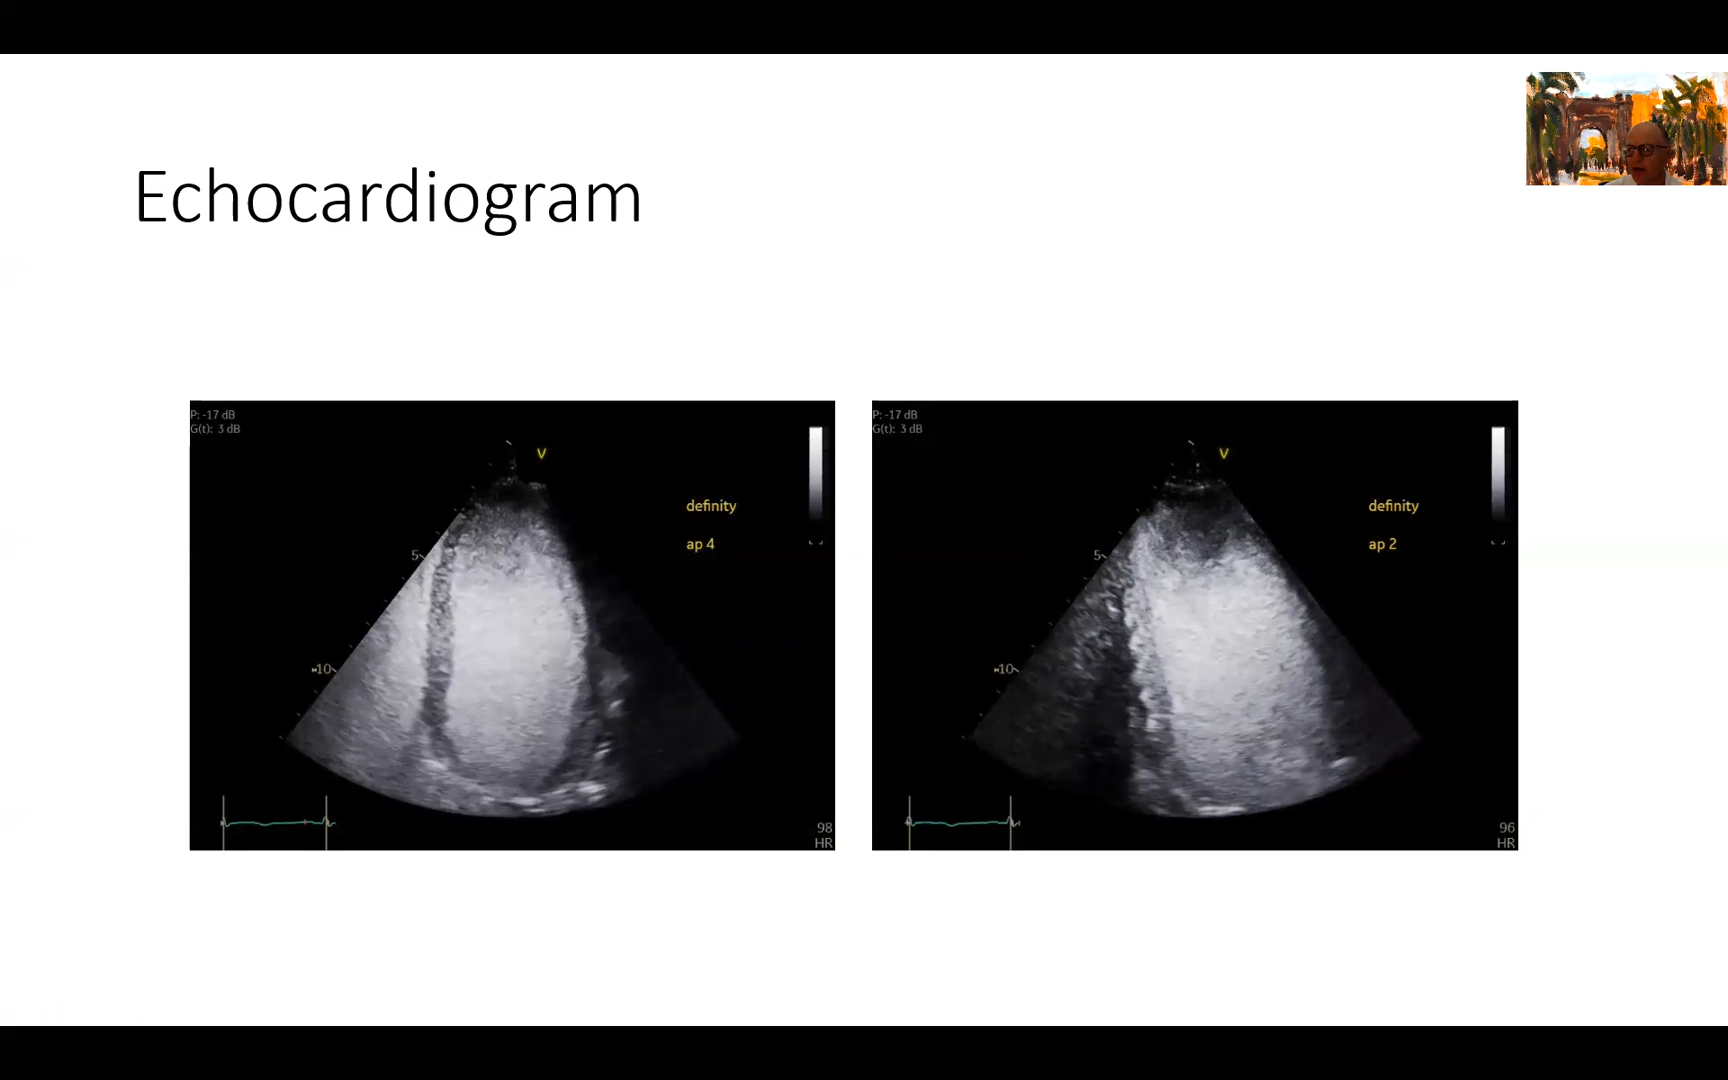 Echocardiogram
P: -17 dB
G(t): 3 dB
V
definity
5
ap 4
10
98
HR
P: -17 dB
G(t): 3 dB
V
definity
5
ap 2
10
96
HR